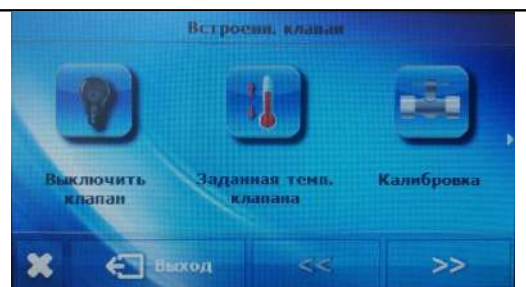 Встроенн. клапан
Выключить
клапан
Заданная темп.
клапана
Калибровка
Выход
<<
>>